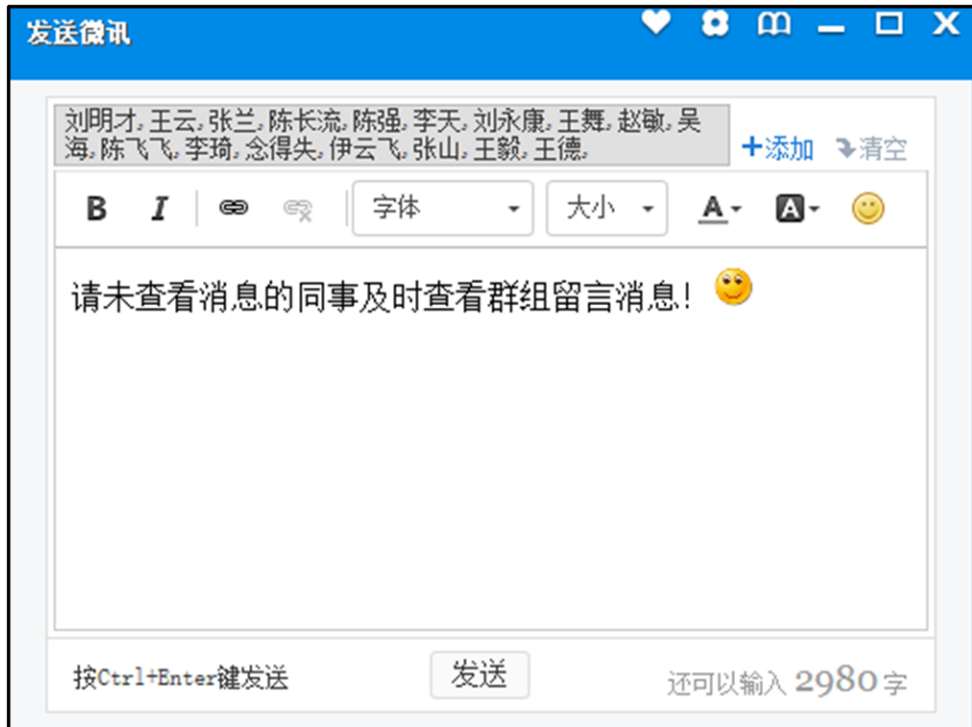 发送微讯
刘明才,王云,张兰,陈长流,陈强,李天,刘永康,王舞,赵敏,吴
海,陈飞飞,李琦,念得失,伊云飞,张山,王毅,王德,
+添加 清空
B I 字体 大小 A A
请未查看消息的同事及时查看群组留言消息!
按Ctrl+Enter键发送 发送 还可以输入 2980 字